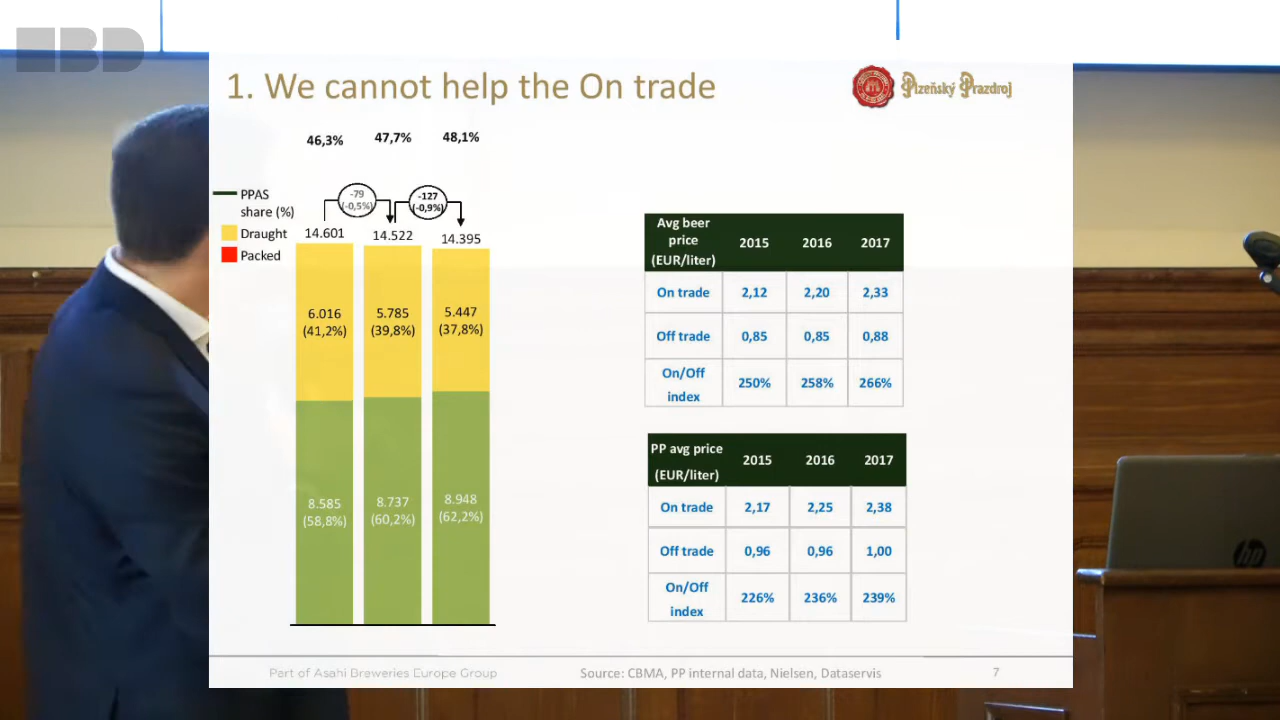 IBD
1. We cannot help the On trade
Plzeňský Prazdroj
46,3% 47,7% 48,1%
PPAS
share (%)
Draught
Packed
-79
(-0,5%)
-127
(-0,9%)
14.601 14.522 14.395
6.016
(41,2%)
5.785
(39,8%)
5.447
(37,8%)
8.585
(58,8%)
8.737
(60,2%)
8.948
(62,2%)
Avg beer
price
(EUR/liter)
2015 2016 2017
On trade 2,12 2,20 2,33
Off trade 0,85 0,85 0,88
On/Off
index
250% 258% 266%
PP avg price
(EUR/liter)
2015 2016 2017
On trade 2,17 2,25 2,38
Off trade 0,96 0,96 1,00
On/Off
index
226% 236% 239%
Part of Asahi Breweries Europe Group
Source: CBMA, PP internal data, Nielsen, Dataservis
7
hp